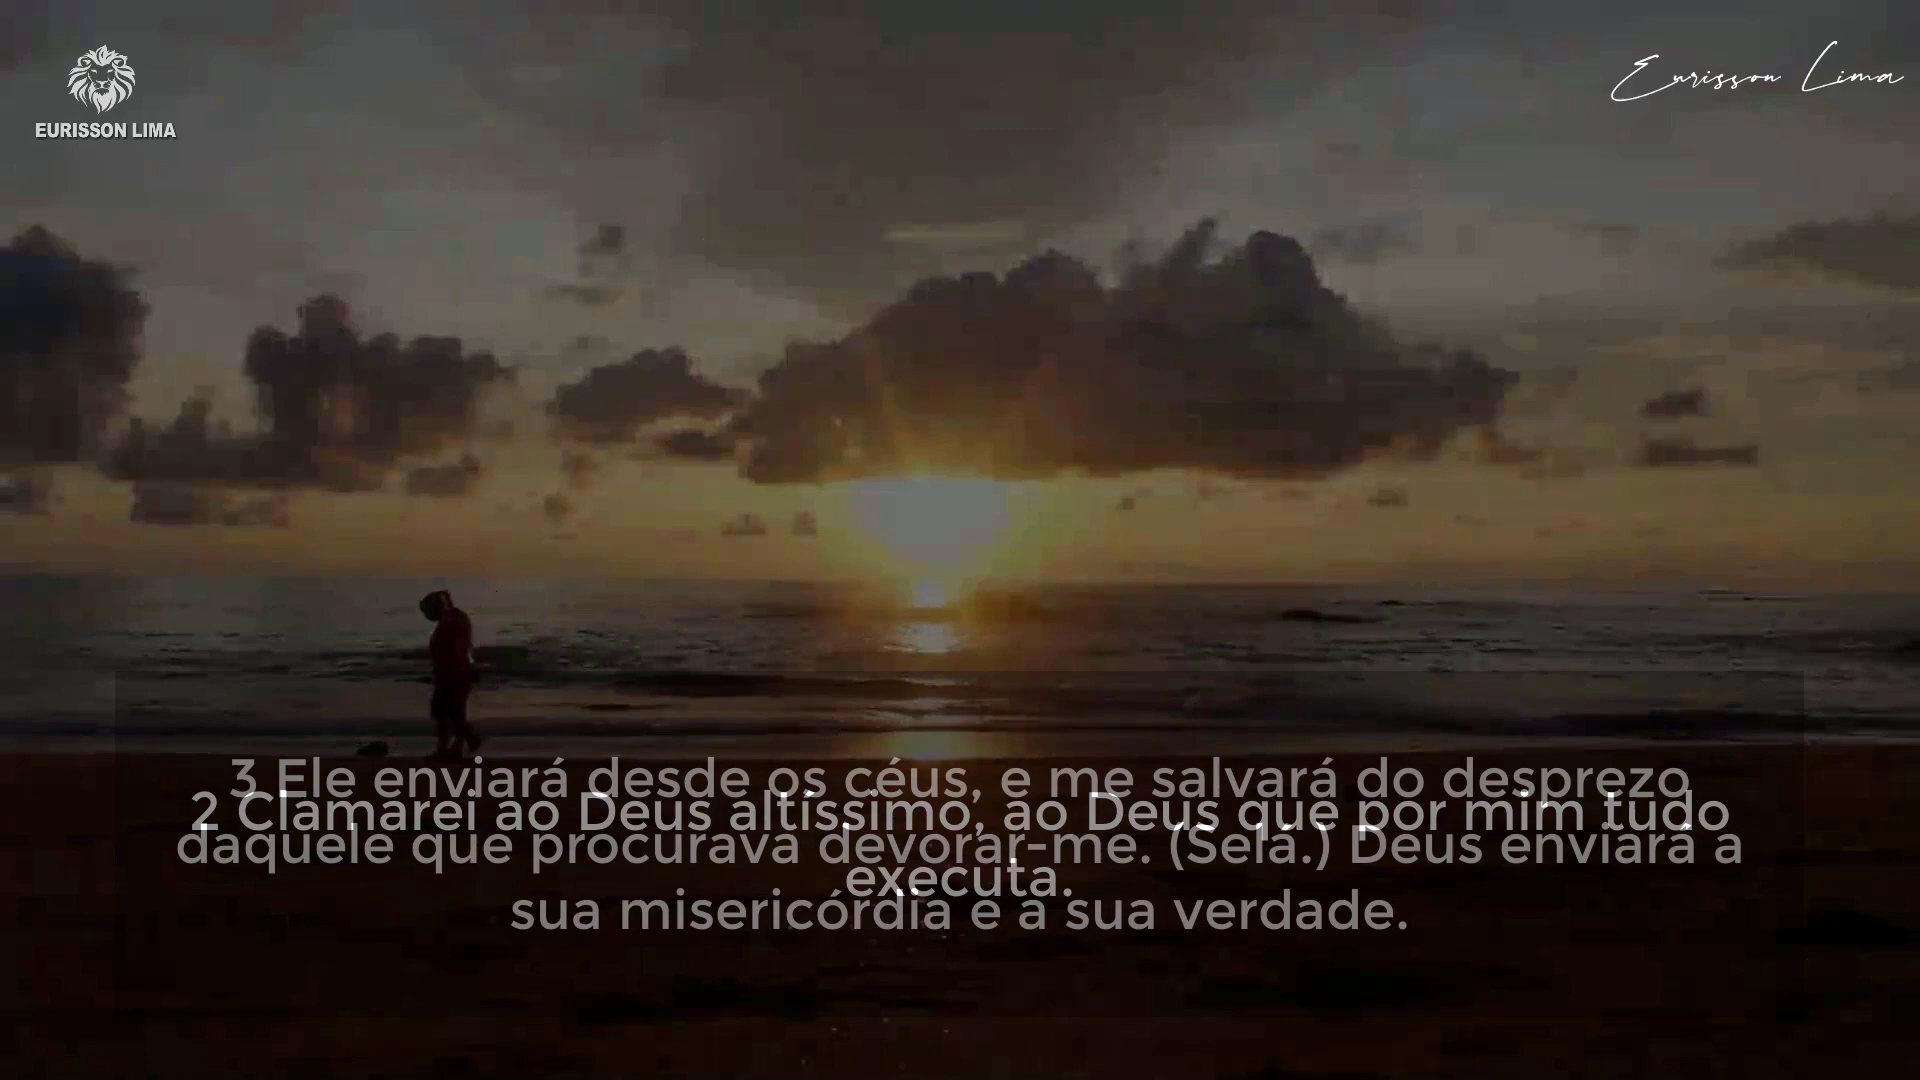 EURISSON LIMA
Eurisson Lima
2 Clamarei ao Deus altíssimo, ao Deus que por mim tudo
executa.
3 Ele enviará desde os céus, e me salvará do desprezo
daquele que procurava devorar-me. (Selá.) Deus enviará a
sua misericórdia e a sua verdade.